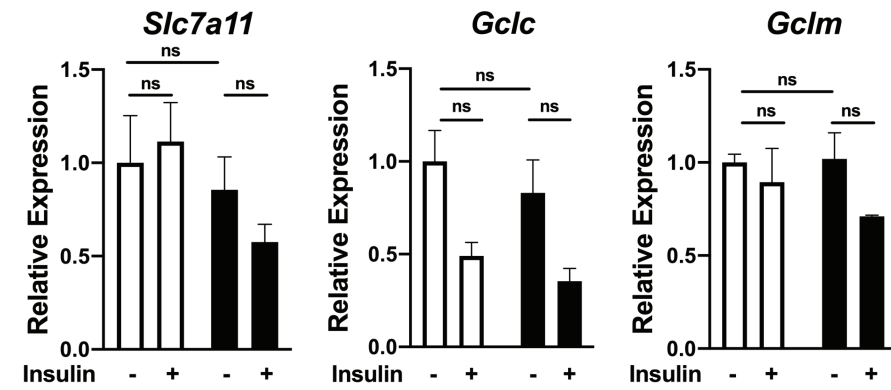 Slc7a11
Gclc
Gclm
Relative Expression
1.5
1.0
0.5
0.0
ns
ns
ns
Insulin - + - +
Relative Expression
1.5
1.0
0.5
0.0
ns
ns
ns
Insulin - + - +
Relative Expression
1.5
1.0
0.5
0.0
ns
ns
ns
Insulin - + - +